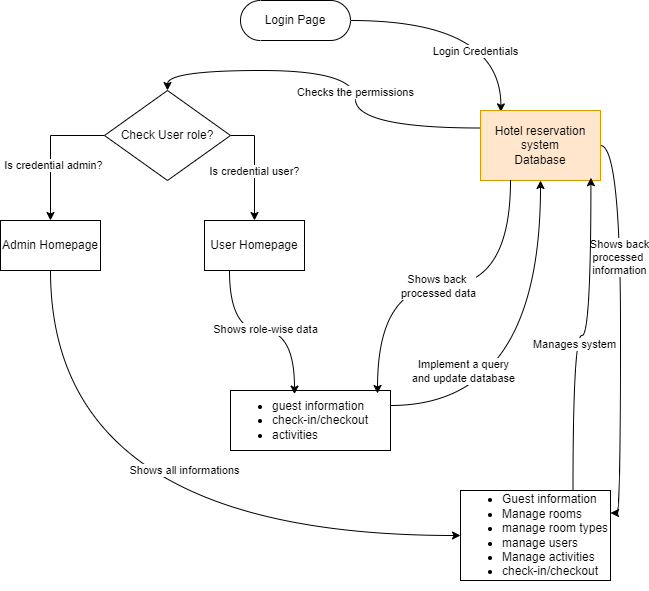 Login Page
Login Credentials
Checks the permissions
Check User role?
Hotel reservation
system
Database
Is credential admin?
Is credential user?
Admin Homepage
User Homepage
Shows back
processed
information
Shows back
processed data
Shows role-wise data
Manages system
Implement a query
and update database
• guest information
• check-in/checkout
• activities
Shows all informations
• Guest information
• Manage rooms
• manage room types
• manage users
• Manage activities
• check-in/checkout